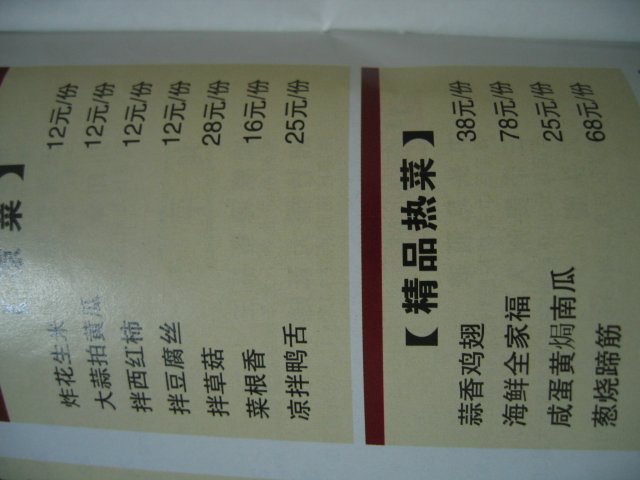 菜】
炸花生米 12元/份
大蒜拍黄瓜 12元/份
拌西红柿 12元/份
拌豆腐丝 12元/份
拌草菇 28元/份
菜根香 16元/份
凉拌鸭舌 25元/份
【精品热菜】
蒜香鸡翅 38元/份
海鲜全家福 78元/份
咸蛋黄焗南瓜 25元/份
葱烧蹄筋 68元/份